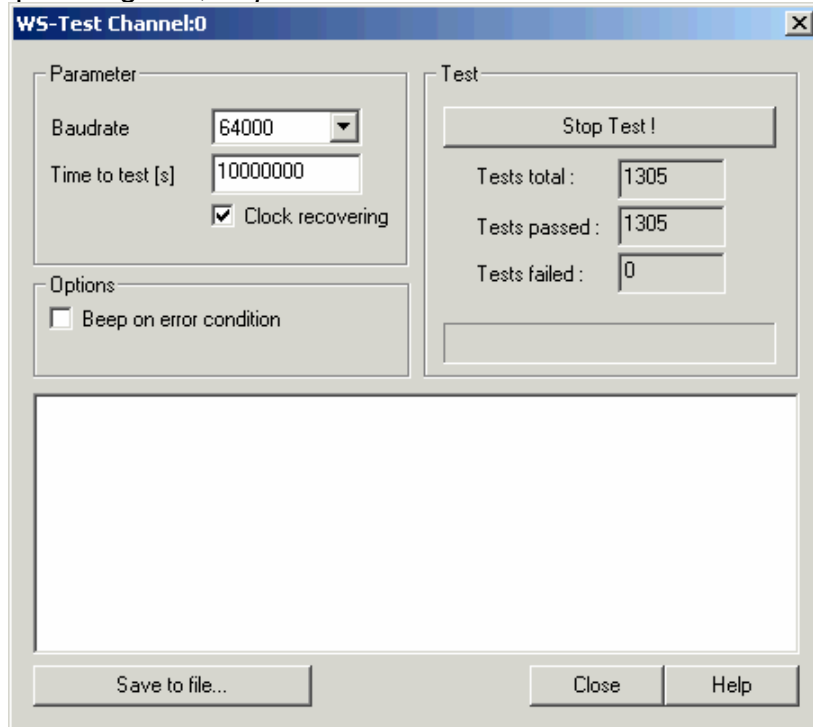 WS-Test Channel:0
Parameter
Baudrate 64000
Time to test [s] 10000000
Clock recovering
Options
Beep on error condition
Test
Stop Test !
Tests total : 1305
Tests passed : 1305
Tests failed : 0
Save to file...
Close
Help